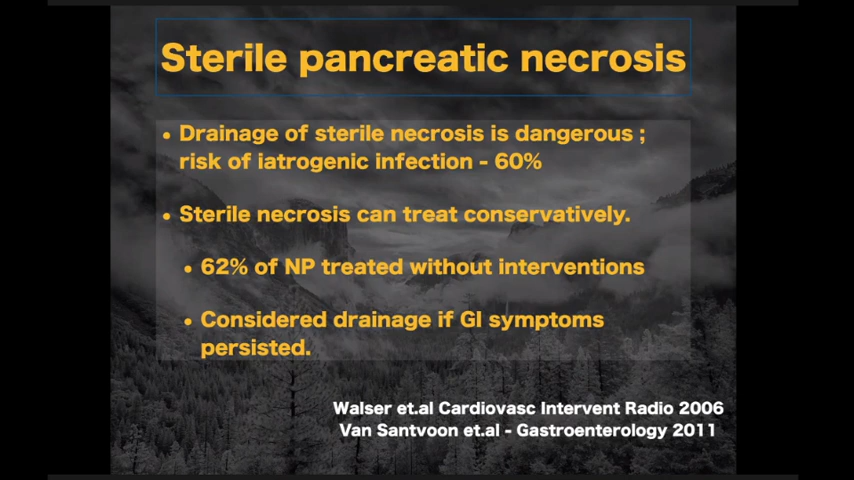 Sterile pancreatic necrosis
• Drainage of sterile necrosis is dangerous ;
risk of iatrogenic infection - 60%
• Sterile necrosis can treat conservatively.
• 62% of NP treated without interventions
• Considered drainage if GI symptoms
persisted.
Walser et.al Cardiovasc Intervent Radio 2006
Van Santvoon et.al - Gastroenterology 2011